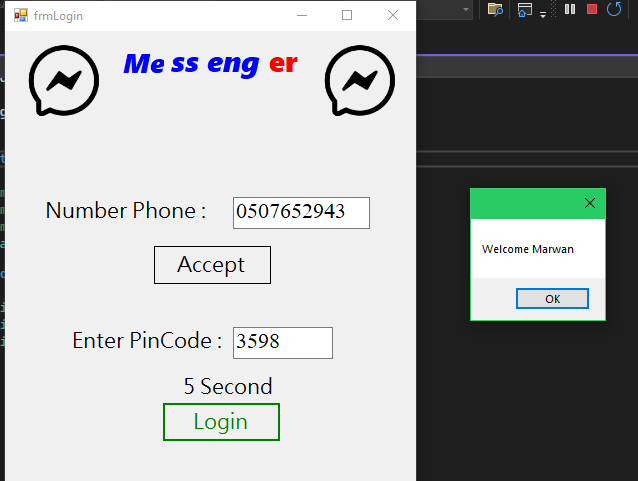 frmLogin
Me ss eng er
Number Phone : 0507652943
Accept
Welcome Marwan
OK
Enter PinCode : 3598
5 Second
Login